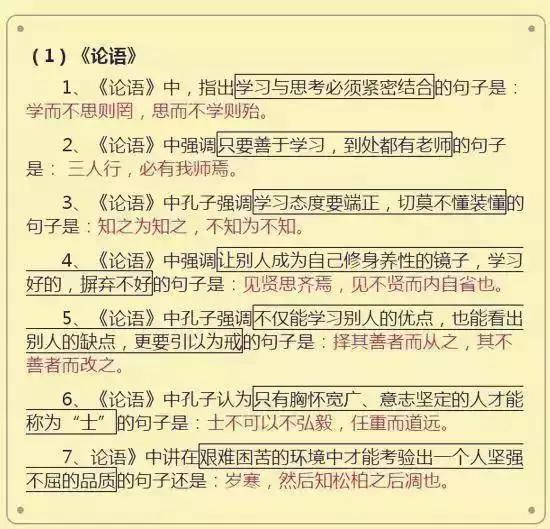 （1）《论语》
1、《论语》中，指出学习与思考必须紧密结合的句子是：
学而不思则罔，思而不学则殆。
2、《论语》中强调只要善于学习，到处都有老师的句子
是： 三人行，必有我师焉。
3、《论语》中孔子强调学习态度要端正，切莫不懂装懂的
句子是：知之为知之，不知为不知。
4、《论语》中强调让别人成为自己修身养性的镜子，学习
好的，摒弃不好的句子是：见贤思齐焉，见不贤而内自省也。
5、《论语》中孔子强调不仅能学习别人的优点，也能看出
别人的缺点，更要引以为戒的句子是：择其善者而从之，其不
善者而改之。
6、《论语》中孔子认为只有胸怀宽广、意志坚定的人才能
称为“士”的句子是：士不可以不弘毅，任重而道远。
7、论语》中讲在艰难困苦的环境中才能考验出一个人坚强
不屈的品质的句子还是：岁寒，然后知松柏之后凋也。